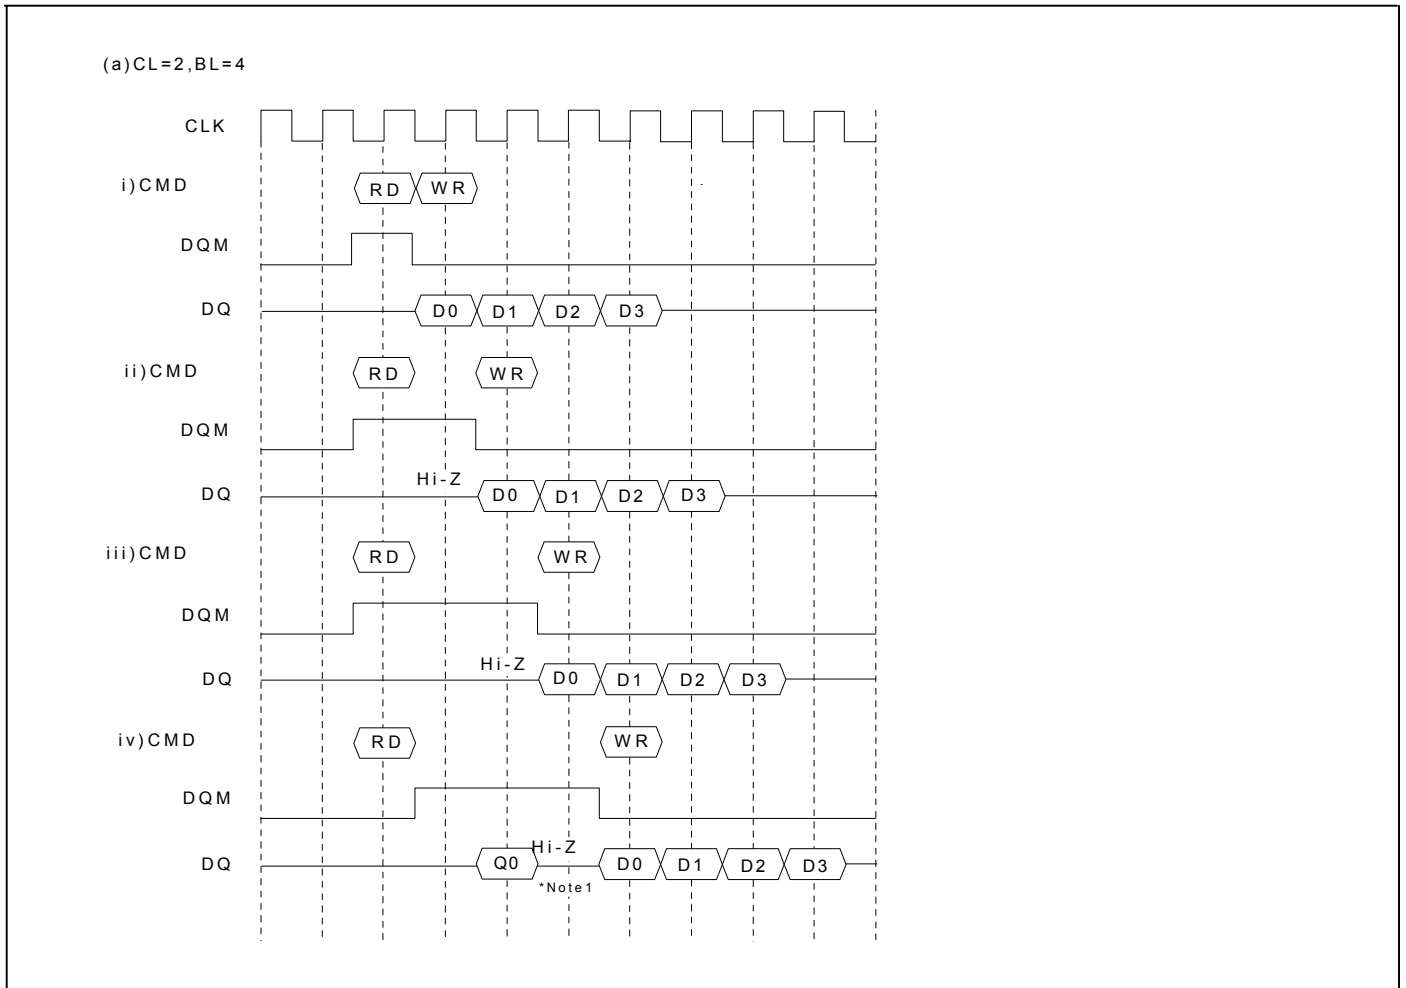 (a)CL=2,BL=4
CLK
i)CMD RD WR
DQM
DQ D0 D1 D2 D3
ii)CMD RD WR
DQM
Hi-Z
DQ D0 D1 D2 D3
iii)CMD RD WR
DQM
Hi-Z
DQ D0 D1 D2 D3
iv)CMD RD WR
DQM
Hi-Z
DQ Q0 D0 D1 D2 D3
*Note1